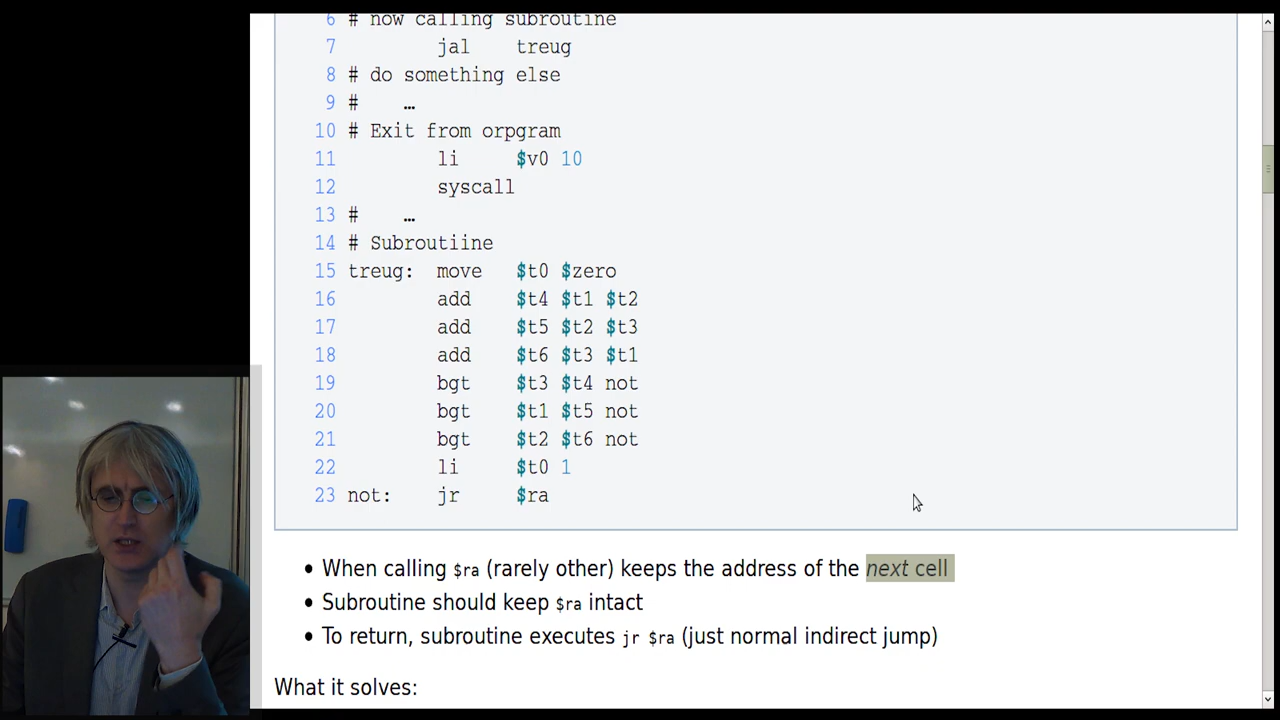 6 # now calling subroutine
7 jal treug
8 # do something else
9 # …
10 # Exit from orpgram
11 li $v0 10
12 syscall
13 # …
14 # Subroutiine
15 treug: move $t0 $zero
16 add $t4 $t1 $t2
17 add $t5 $t2 $t3
18 add $t6 $t3 $t1
19 bgt $t3 $t4 not
20 bgt $t1 $t5 not
21 bgt $t2 $t6 not
22 li $t0 1
23 not: jr $ra
• When calling $ra (rarely other) keeps the address of the next cell
• Subroutine should keep $ra intact
• To return, subroutine executes jr $ra (just normal indirect jump)
What it solves: